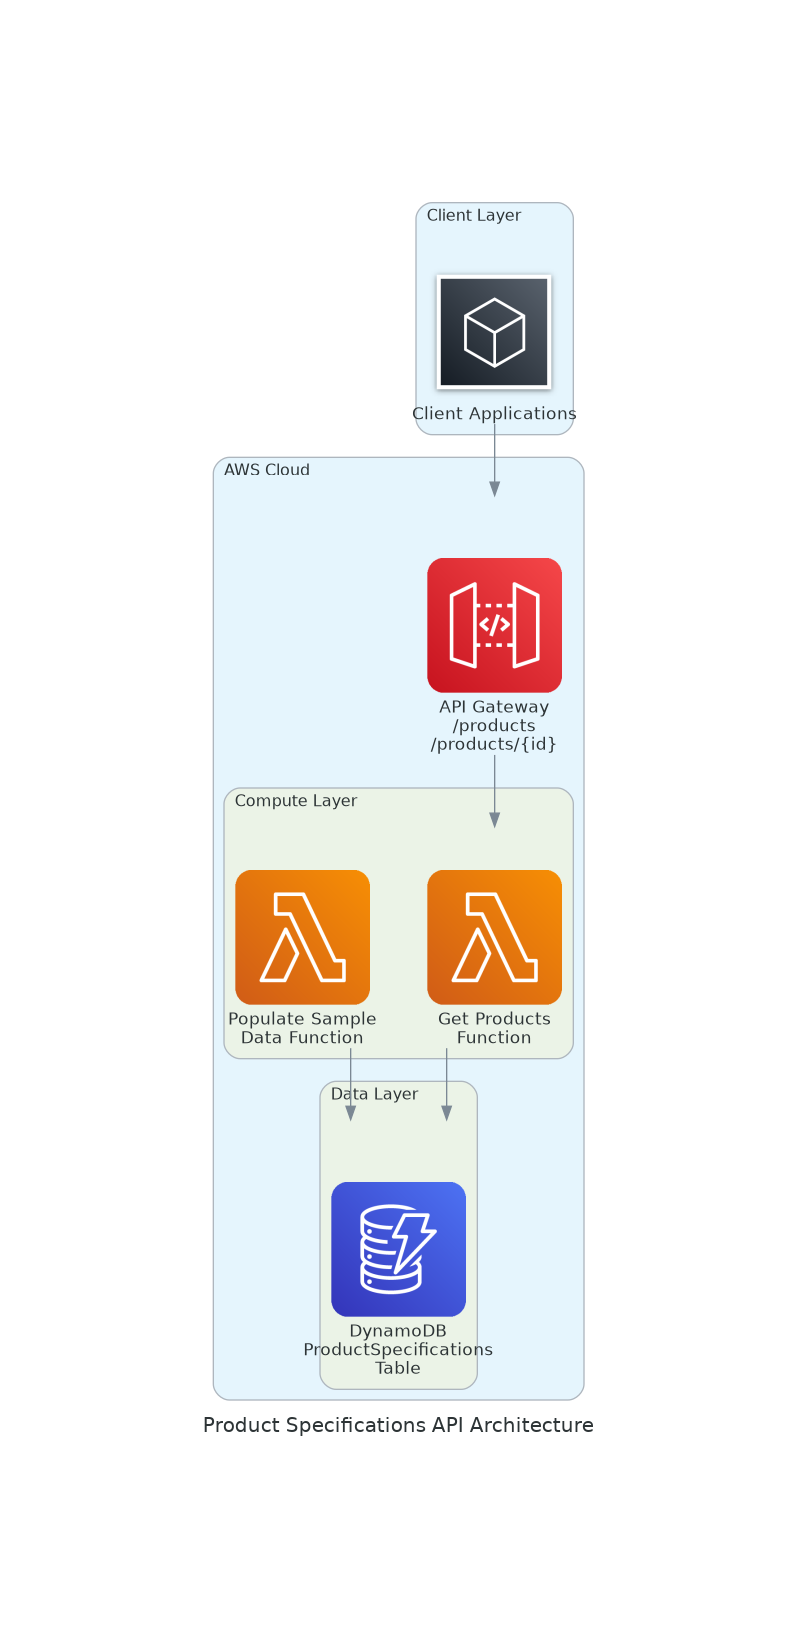 Client Layer
Client Applications
AWS Cloud
</>
API Gateway
/products
/products/{id}
Compute Layer
Populate Sample
Data Function
Get Products
Function
Data Layer
DynamoDB
ProductSpecifications
Table
Product Specifications API Architecture